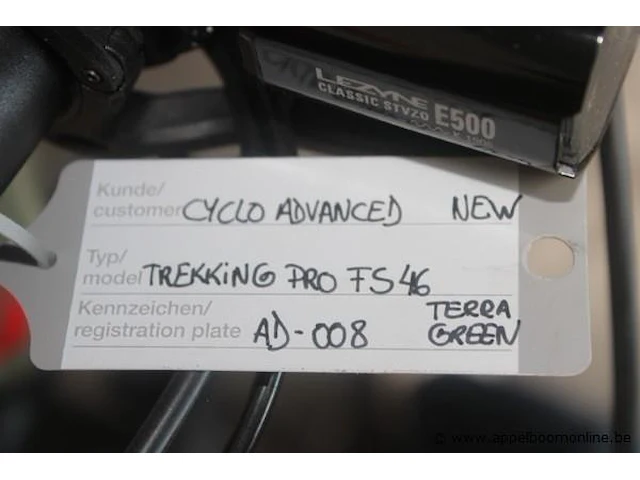 LEZYNE
CLASSIC STVZO E500
Kunde/
customer CYCLO ADVANCED NEW
Typ/
model TREKKING PRO FS 46
Kennzeichen/ TERRA
registration plate AD-008 GREEN
© www.appelboomonline.be